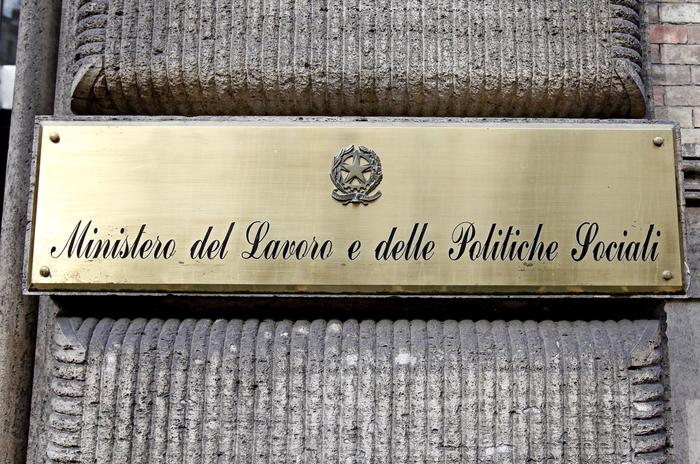 Ministero del Lavoro e delle Politiche Sociali